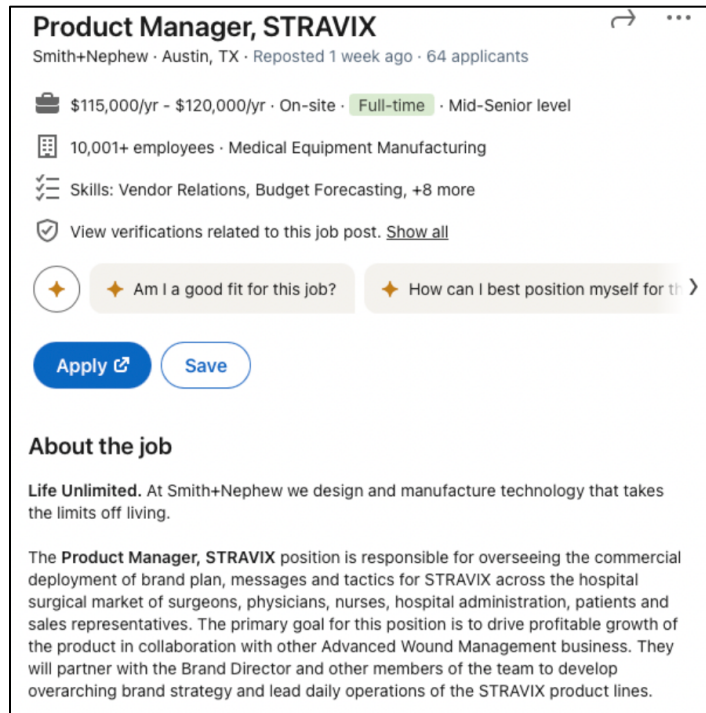 Product Manager, STRAVIX
Smith+Nephew · Austin, TX · Reposted 1 week ago · 64 applicants
$115,000/yr - $120,000/yr · On-site · Full-time · Mid-Senior level
10,001+ employees · Medical Equipment Manufacturing
Skills: Vendor Relations, Budget Forecasting, +8 more
View verifications related to this job post. Show all
Am I a good fit for this job? How can I best position myself for
Apply Save
About the job
Life Unlimited. At Smith+Nephew we design and manufacture technology that takes
the limits off living.
The Product Manager, STRAVIX position is responsible for overseeing the commercial
deployment of brand plan, messages and tactics for STRAVIX across the hospital
surgical market of surgeons, physicians, nurses, hospital administration, patients and
sales representatives. The primary goal for this position is to drive profitable growth of
the product in collaboration with other Advanced Wound Management business. They
will partner with the Brand Director and other members of the team to develop
overarching brand strategy and lead daily operations of the STRAVIX product lines.